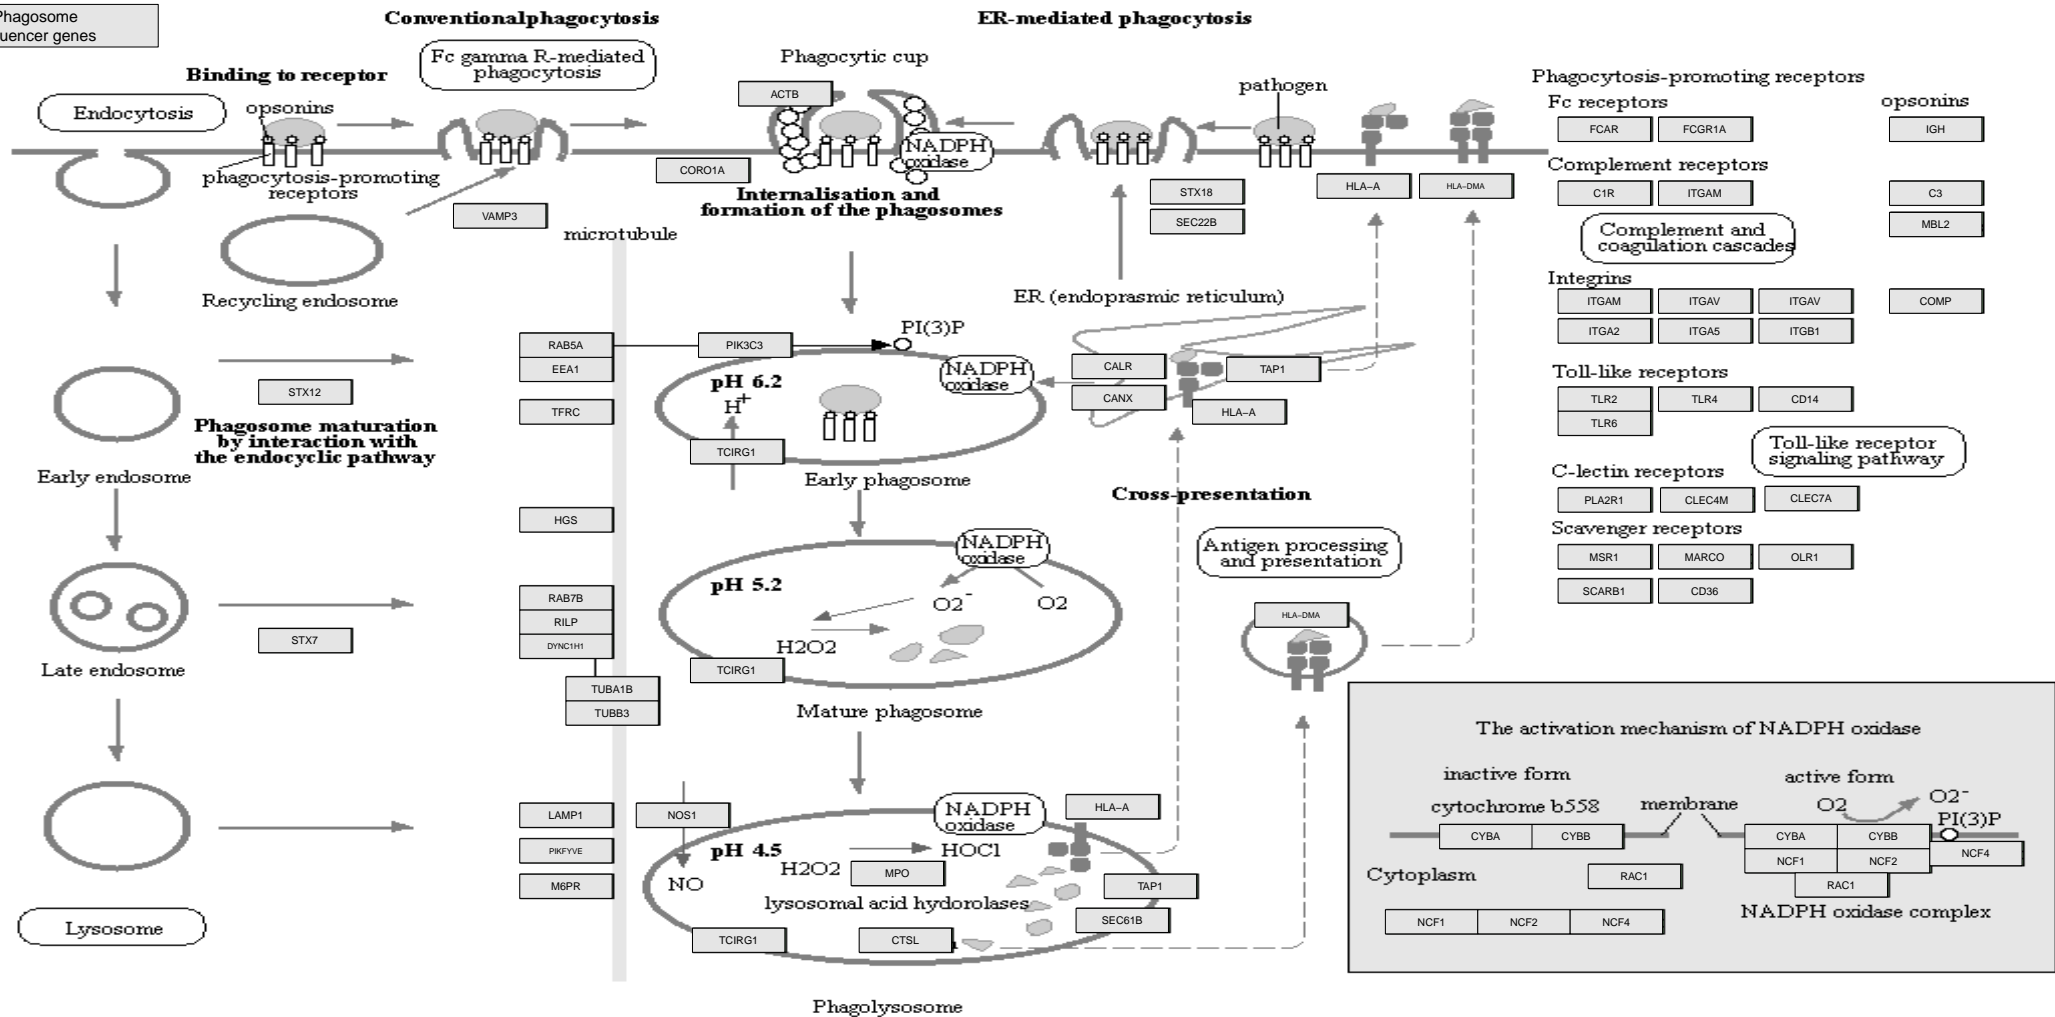 Phagosome
uencer genes
Conventionalphagocytosis
ER-mediated phagocytosis
Fc gamma R-mediated
phagocytosis
Phagocytic cup
Binding to receptor
Endocytosis
opsonins
ACTB
pathogen
NADPH
oxidase
phagocytosis-promoting
receptors
CORO1A
VAMP3
Internalisation and
formation of the phagosomes
STX18
SEC22B
HLA-A
HLA-DMA
microtubule
Recycling endosome
ER (endoprasmic reticulum)
Phagocytosis-promoting receptors
Fc receptors
opsonins
FCAR
FCGR1A
IGH
Complement receptors
C1R
ITGAM
C3
MBL2
Complement and
coagulation cascades
Integrins
ITGAM
ITGAV
ITGAV
COMP
ITGA2
ITGA5
ITGB1
Toll-like receptors
TLR2
TLR4
CD14
TLR6
Toll-like receptor
signaling pathway
C-lectin receptors
PLA2R1
CLEC4M
CLEC7A
Scavenger receptors
MSR1
MARCO
OLR1
SCARB1
CD36
RAB5A
EEA1
PIK3C3
PI(3)P
STX12
TFRC
pH 6.2
H+
NADPH
oxidase
CALR
CANX
TAP1
HLA-A
TCIRG1
Phagosome maturation
by interaction with
the endocyclic pathway
Early endosome
Early phagosome
Cross-presentation
HGS
NADPH
oxidase
Antigen processing
and presentation
pH 5.2
O2-
O2
H2O2
RAB7B
RILP
DYNC1H1
STX7
TCIRG1
HLA-DMA
Late endosome
TUBA1B
TUBB3
Mature phagosome
LAMP1
PIKFYVE
M6PR
NOS1
NO
NADPH
oxidase
HLA-A
pH 4.5
H2O2
HOCl
MPO
TAP1
lysosomal acid hydorolases
SEC61B
TCIRG1
CTSL
Lysosome
Phagolysosome
The activation mechanism of NADPH oxidase
inactive form
active form
cytochrome b558
membrane
O2
O2-
PI(3)P
CYBA
CYBB
CYBA
CYBB
NCF1
NCF2
NCF4
Cytoplasm
RAC1
RAC1
NADPH oxidase complex
NCF1
NCF2
NCF4